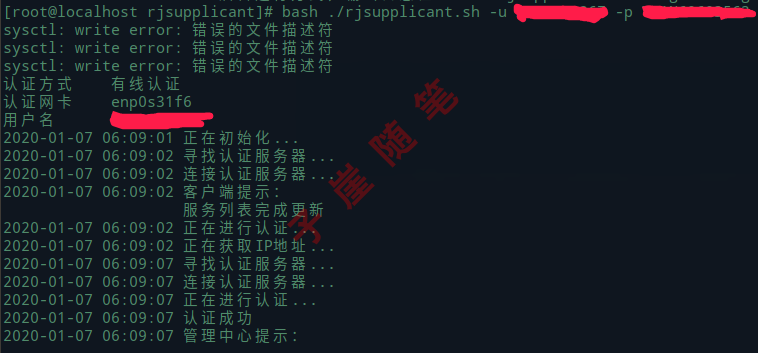 [root@localhost rjsupplicant]# bash ./rjsupplicant.sh -u -p
sysctl: write error: 错误的文件描述符
sysctl: write error: 错误的文件描述符
sysctl: write error: 错误的文件描述符
认证方式 有线认证
认证网卡 enp0s31f6
用户名
2020-01-07 06:09:01 正在初始化...
2020-01-07 06:09:02 寻找认证服务器...
2020-01-07 06:09:02 连接认证服务器...
2020-01-07 06:09:02 客户端提示:
服务列表完成更新
2020-01-07 06:09:02 正在进行认证...
2020-01-07 06:09:02 正在获取IP地址...
2020-01-07 06:09:07 寻找认证服务器...
2020-01-07 06:09:07 连接认证服务器...
2020-01-07 06:09:07 正在进行认证...
2020-01-07 06:09:07 认证成功
2020-01-07 06:09:07 管理中心提示:
子崖随笔